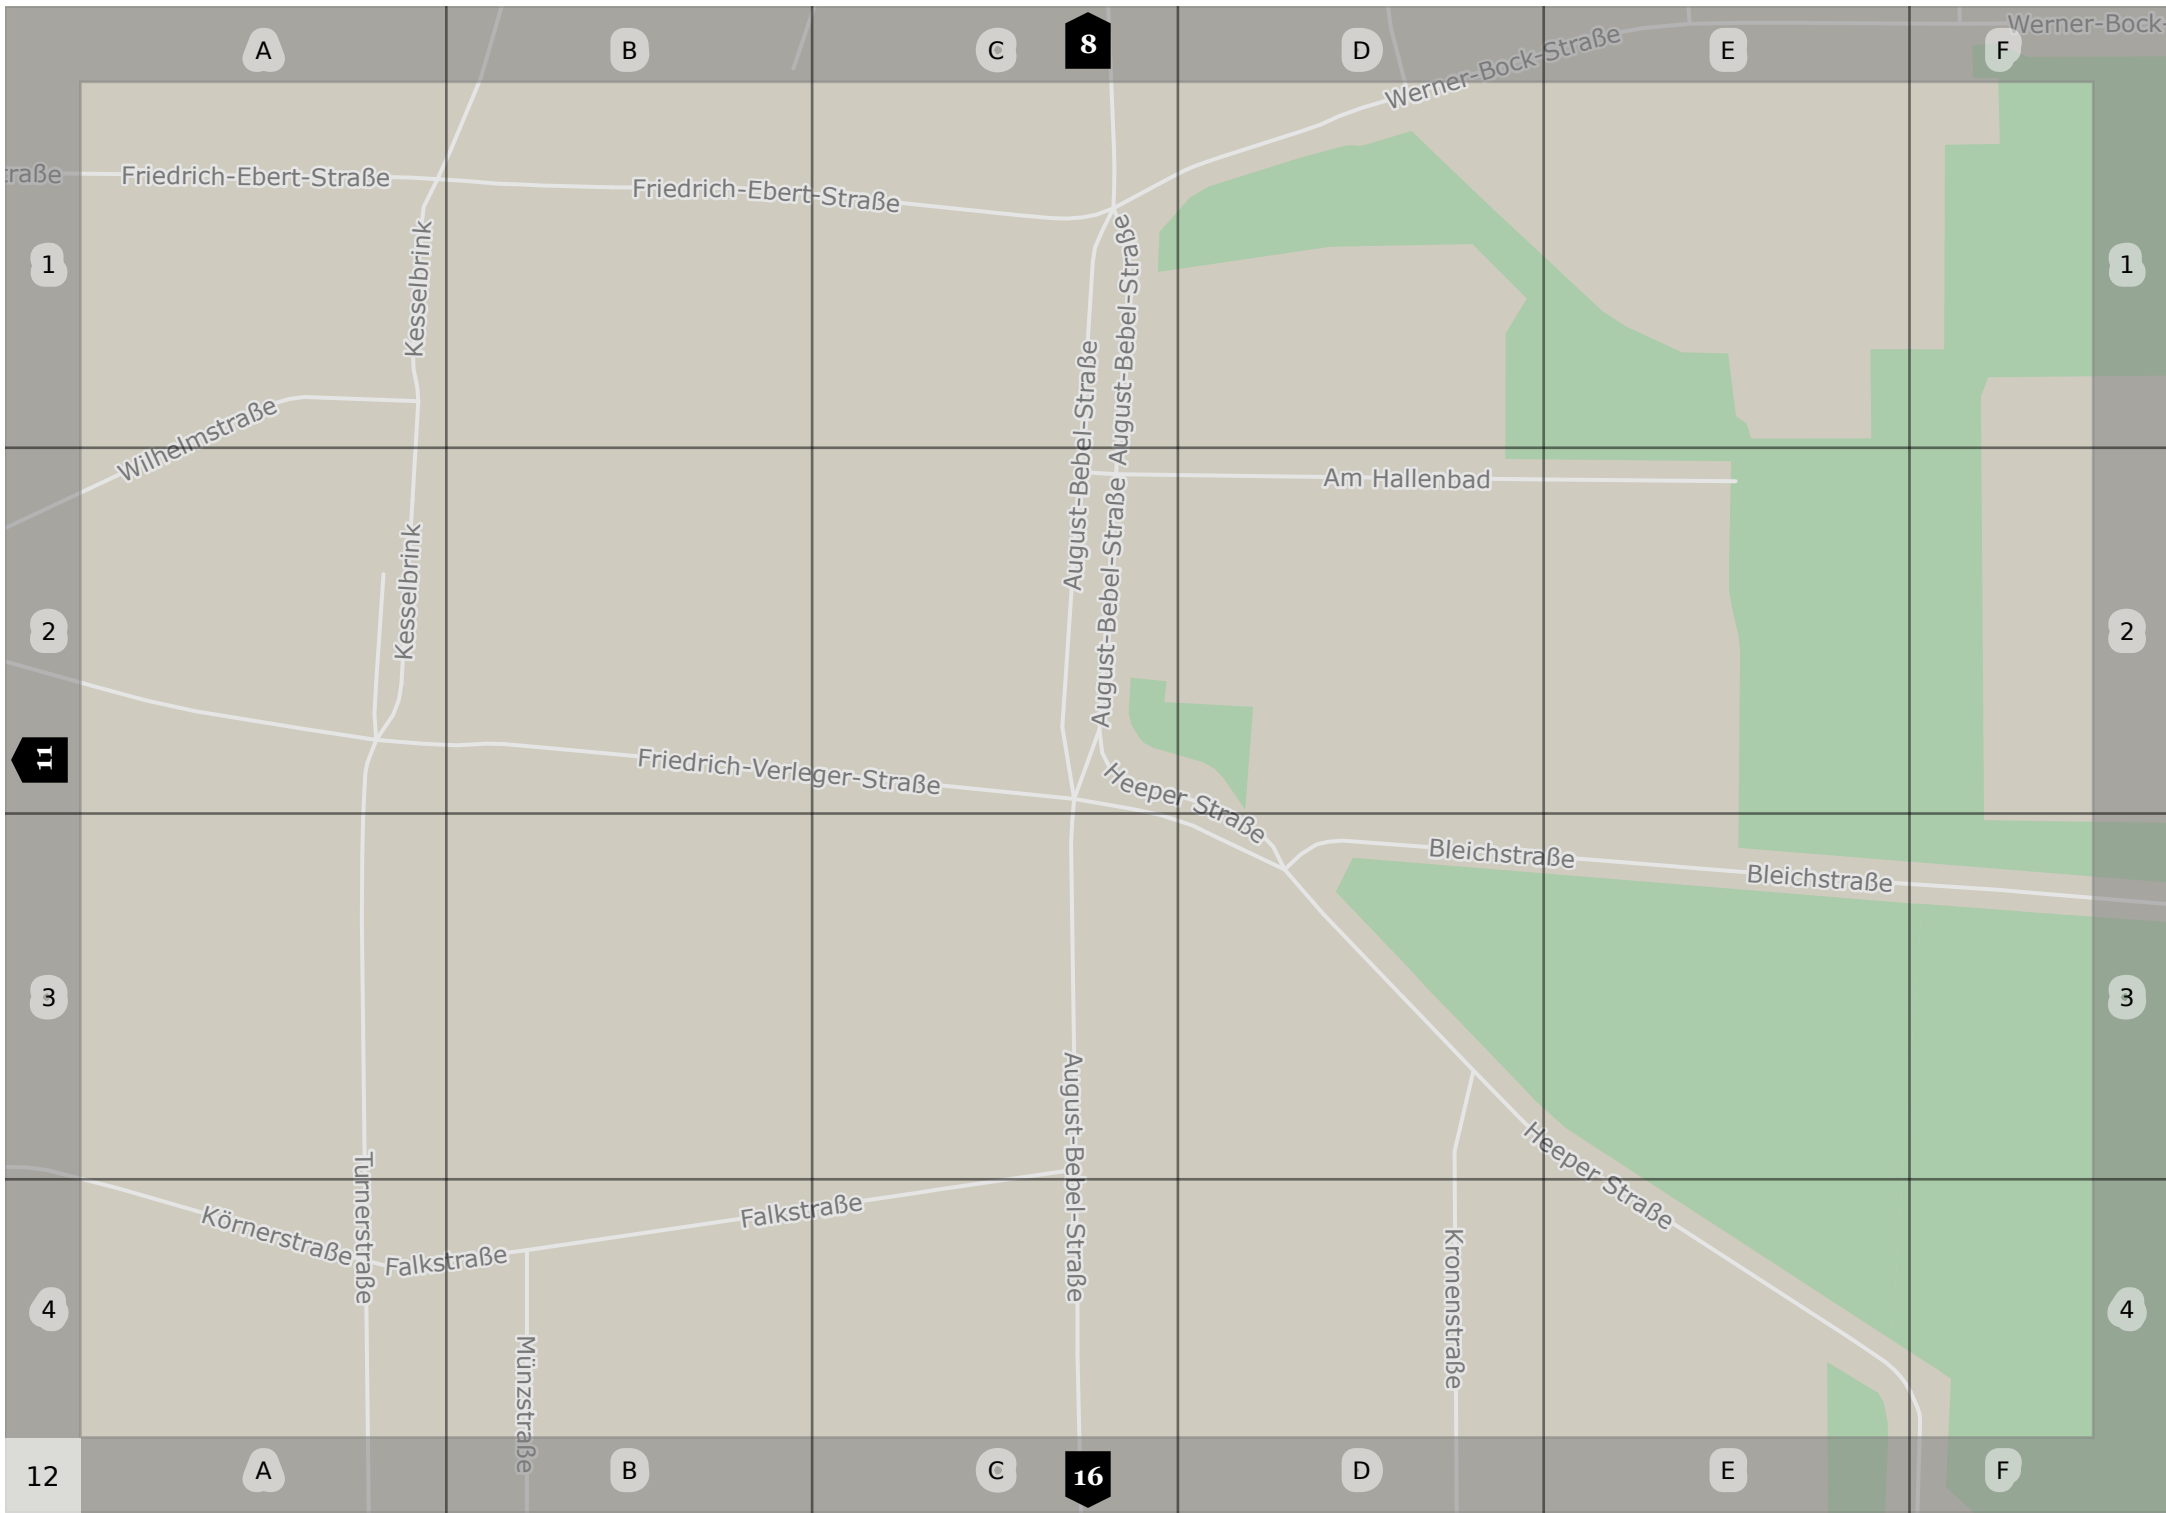 A
B
C
8
D
E
F
Werner-Bock-Straße
Werner-Bock-
raße
Friedrich-Ebert-Straße
Friedrich-Ebert-Straße
1
1
Kesselbrink
August-Bebel-Straße
August-Bebel-Straße
Wilhelmstraße
Am Hallenbad
Kesselbrink
August-Bebel-Straße
2
2
11
Friedrich-Verleger-Straße
Heeper Straße
Bleichstraße
Bleichstraße
3
3
August-Bebel-Straße
Heeper Straße
Turnerstraße
Körnerstraße
Falkstraße
Falkstraße
Kronenstraße
4
4
Münzstraße
12
A
B
C
16
D
E
F